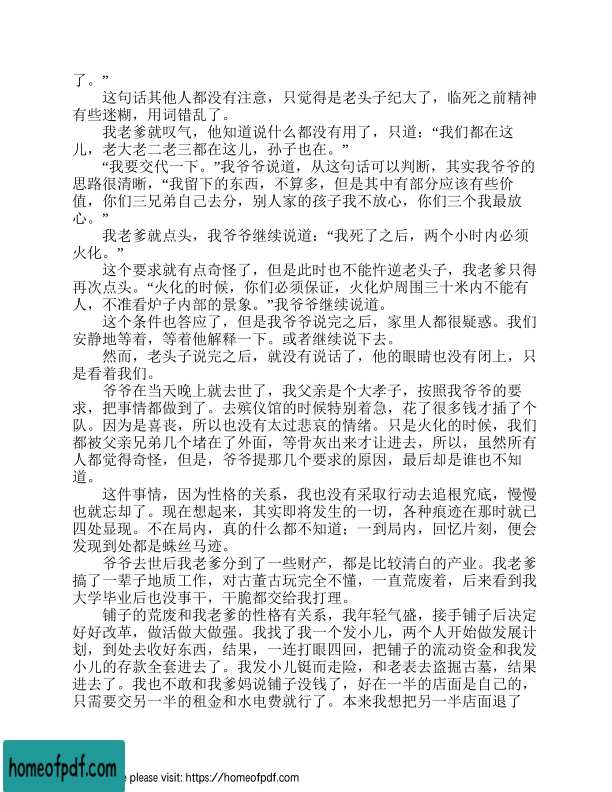 了。”
这句话其他人都没有注意，只觉得是老头子纪大了，临死之前精神
有些迷糊，用词错乱了。
我老爹就叹气，他知道说什么都没有用了，只道：“我们都在这
儿，老大老二老三都在这儿，孙子也在。”
“我要交代一下。”我爷爷说道，从这句话可以判断，其实我爷爷的
思路很清晰，“我留下的东西，不算多，但是其中有部分应该有些价
值，你们三兄弟自己去分，别人家的孩子我不放心，你们三个我最放
心。”
我老爹就点头，我爷爷继续说道：“我死了之后，两个小时内必须
火化。”
这个要求就有点奇怪了，但是此时也不能忤逆老头子，我老爹只得
再次点头。“火化的时候，你们必须保证，火化炉周围三十米内不能有
人，不准看炉子内部的景象。”我爷爷继续说道。
这个条件也答应了，但是我爷爷说完之后，家里人都很疑惑。我们
安静地等着，等着他解释一下。或者继续说下去。
然而，老头子说完之后，就没有说话了，他的眼睛也没有闭上，只
是看着我们。
爷爷在当天晚上就去世了，我父亲是个大孝子，按照我爷爷的要
求，把事情都做到了。去殡仪馆的时候特别着急，花了很多钱才插了个
队。因为是喜丧，所以也没有太过悲哀的情绪。只是火化的时候，我们
都被父亲兄弟几个堵在了外面，等骨灰出来才让进去，所以，虽然所有
人都觉得奇怪，但是，爷爷提那几个要求的原因，最后却是谁也不知
道。
这件事情，因为性格的关系，我也没有采取行动去追根究底，慢慢
也就忘却了。现在想起来，其实即将发生的一切，各种痕迹在那时就已
四处显现。不在局内，真的什么都不知道；一到局内，回忆片刻，便会
发现到处都是蛛丝马迹。
爷爷去世后我老爹分到了一些财产，都是比较清白的产业。我老爹
搞了一辈子地质工作，对古董古玩完全不懂，一直荒废着，后来看到我
大学毕业后也没事干，干脆都交给我打理。
铺子的荒废和我老爹的性格有关系，我年轻气盛，接手铺子后决定
好好改革，做活做大做强。我找了我一个发小儿，两个人开始做发展计
划，到处去收好东西，结果，一连打眼四回，把铺子的流动资金和我发
小儿的存款全套进去了。我发小儿铤而走险，和老表去盗掘古墓，结果
进去了。我也不敢和我爹妈说铺子没钱了，好在一半的店面是自己的，
只需要交另一半的租金和水电费就行了。本来我想把另一半店面退了
homeofpdf.com
e please visit: https://homeofpdf.com